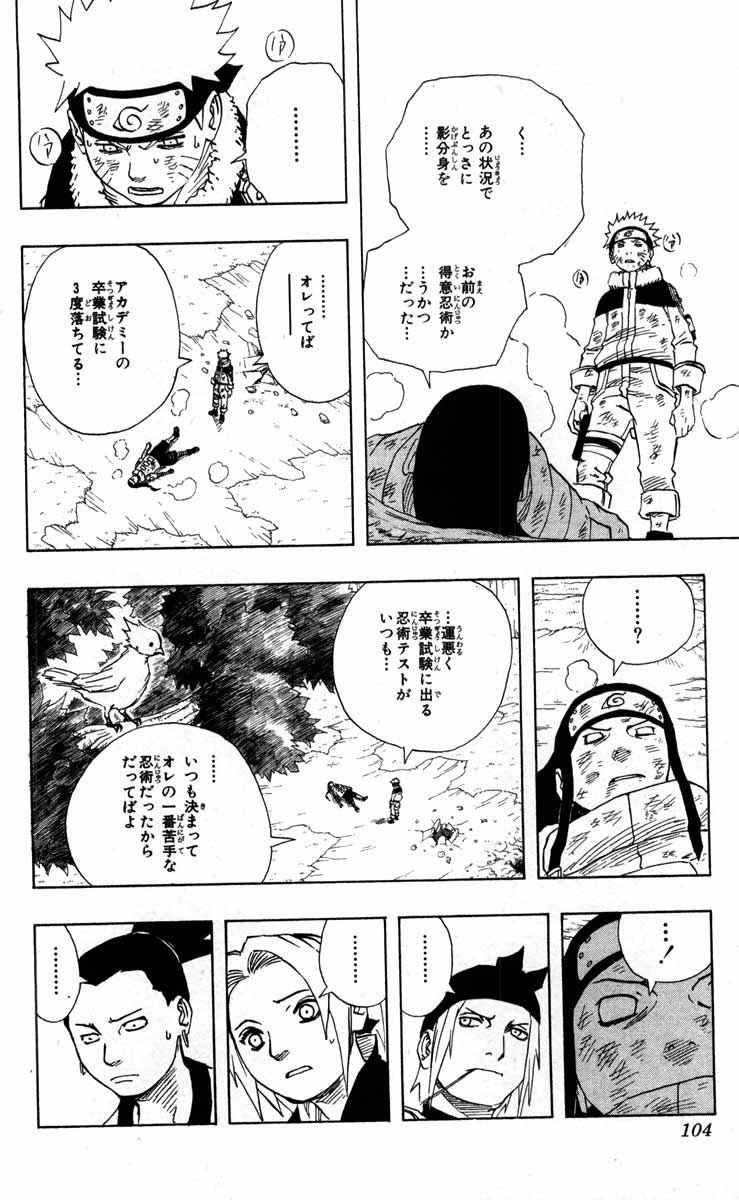 く…
あの状況で
とっさに
影分身を
……
お前の
得意忍術か
…うかつ
だった…
………
………
オレってば
────
アカデミーの
卒業試験に
3度落ちてる…
………?
…運悪く
卒業試験に出る
忍術テストが
いつも…
……
いつも決まって
オレの一番苦手な
忍術だったから
だってばよ
……!
………
………
………
104